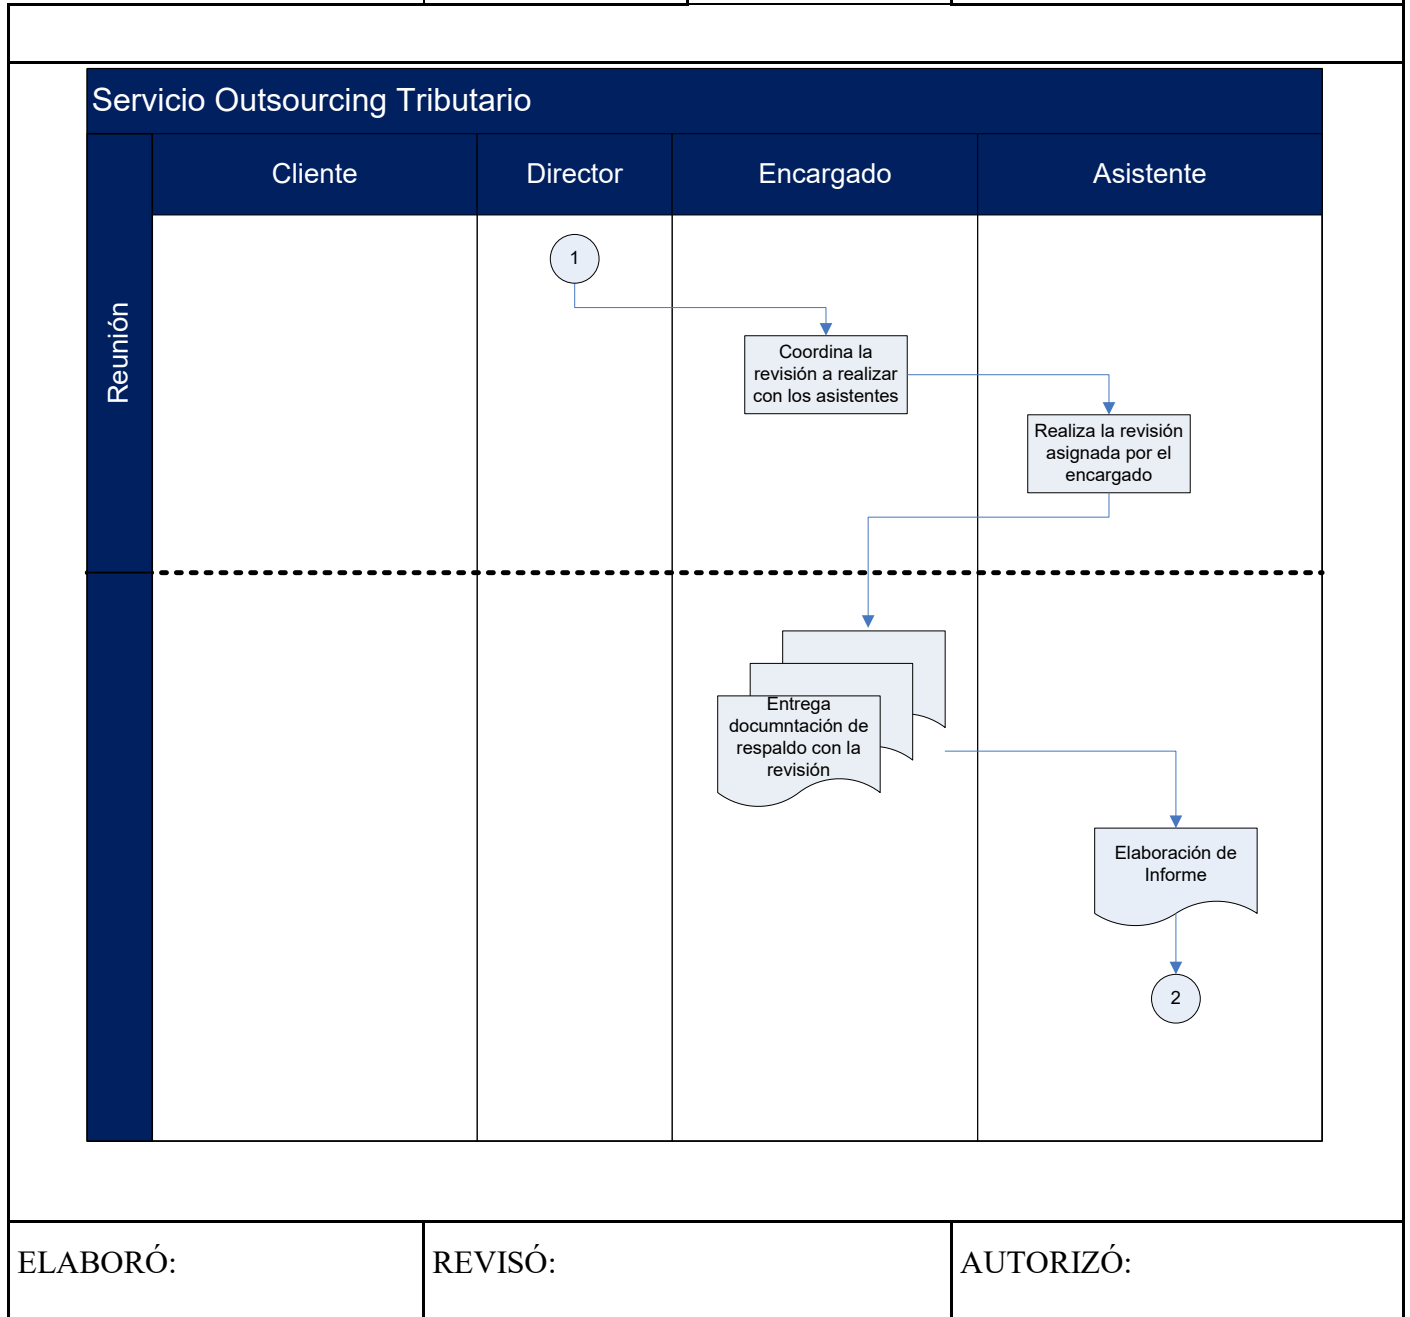 Servicio Outsourcing Tributario
Cliente
Director
Encargado
Asistente
Reunión
1
Coordina la
revisión a realizar
con los asistentes
Realiza la revisión
asignada por el
encargado
Entrega
documntación de
respaldo con la
revisión
Elaboración de
Informe
2
ELABORÓ:
REVISÓ:
AUTORIZÓ: